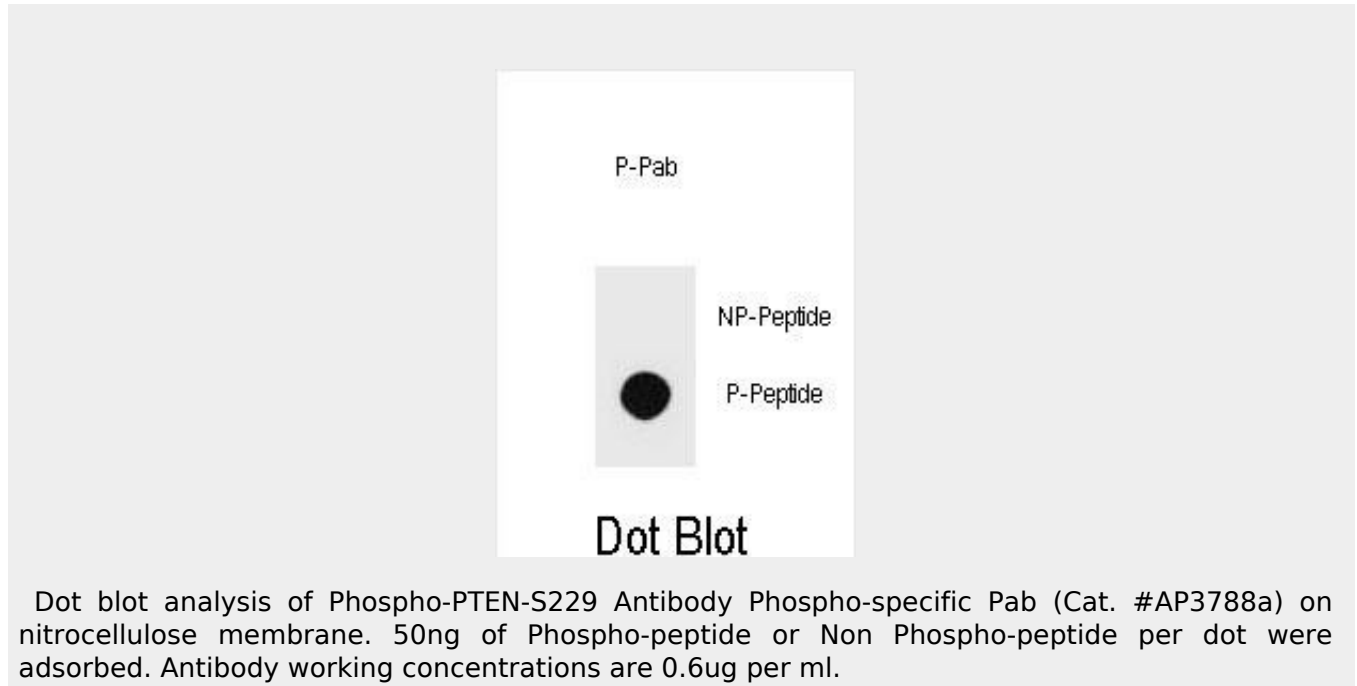 P-Pab
NP-Peptide
P-Peptide
Dot Blot
Dot blot analysis of Phospho-PTEN-S229 Antibody Phospho-specific Pab (Cat. #AP3788a) on
nitrocellulose membrane. 50ng of Phospho-peptide or Non Phospho-peptide per dot were
adsorbed. Antibody working concentrations are 0.6ug per ml.